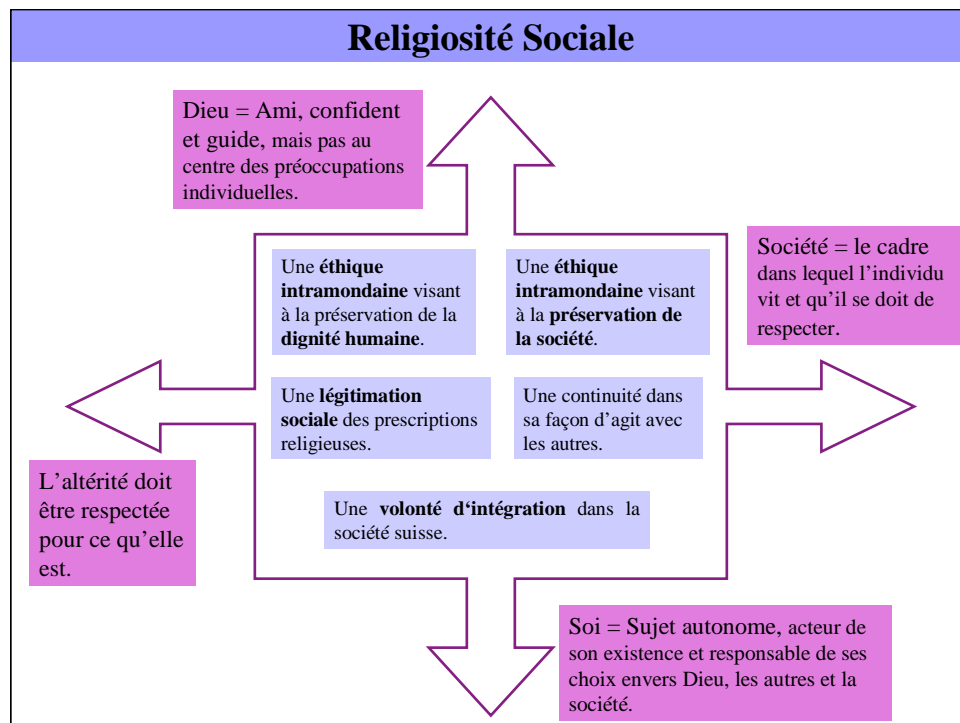 Religiosité Sociale
Dieu = Ami, confident
et guide, mais pas au
centre des préoccupations
individuelles.
Société = le cadre
dans lequel l’individu
vit et qu’il se doit de
respecter.
Une éthique
intramondaine visant
à la préservation de la
dignité humaine.
Une éthique
intramondaine visant
à la préservation de
la société.
Une légitimation
sociale des prescriptions
religieuses.
Une continuité dans
sa façon d’agit avec
les autres.
L’altérité doit
être respectée
pour ce qu’elle
est.
Une volonté d‘intégration dans la
société suisse.
Soi = Sujet autonome, acteur de
son existence et responsable de ses
choix envers Dieu, les autres et la
société.